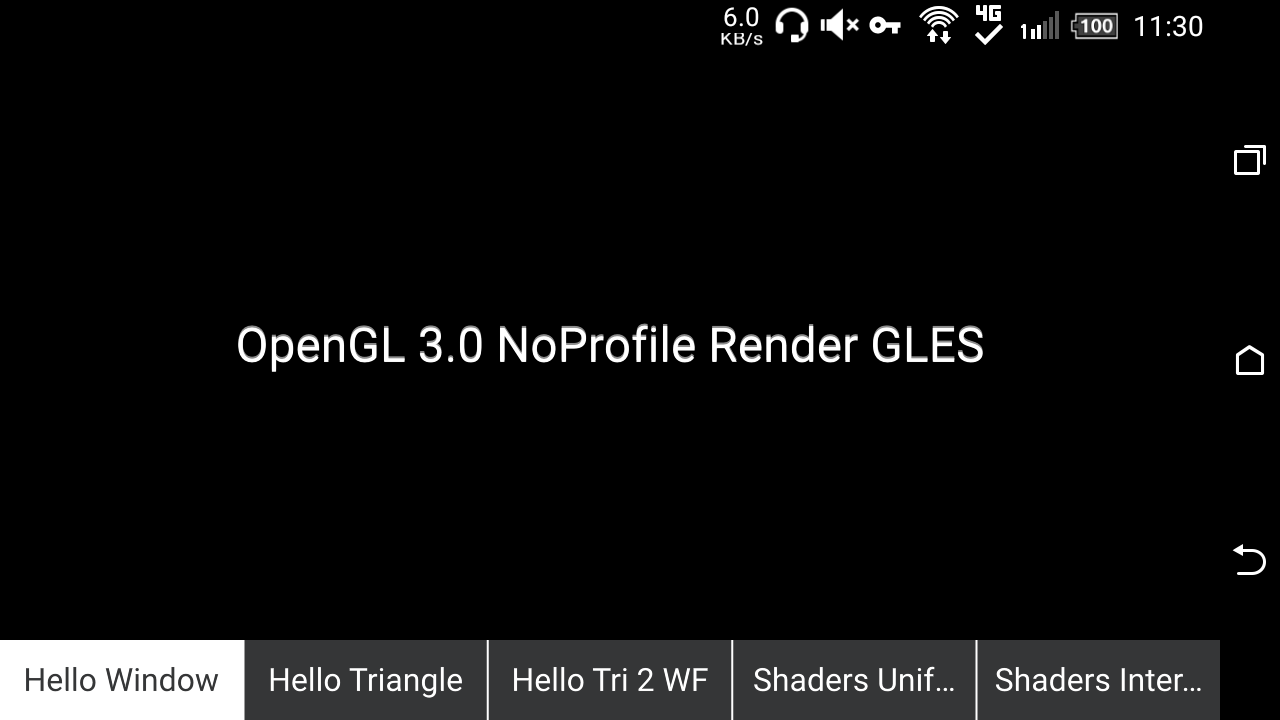 6.0 KB/s 4G 1 100 11:30
OpenGL 3.0 NoProfile Render GLES
Hello Window Hello Triangle Hello Tri 2 WF Shaders Unif... Shaders Inter...